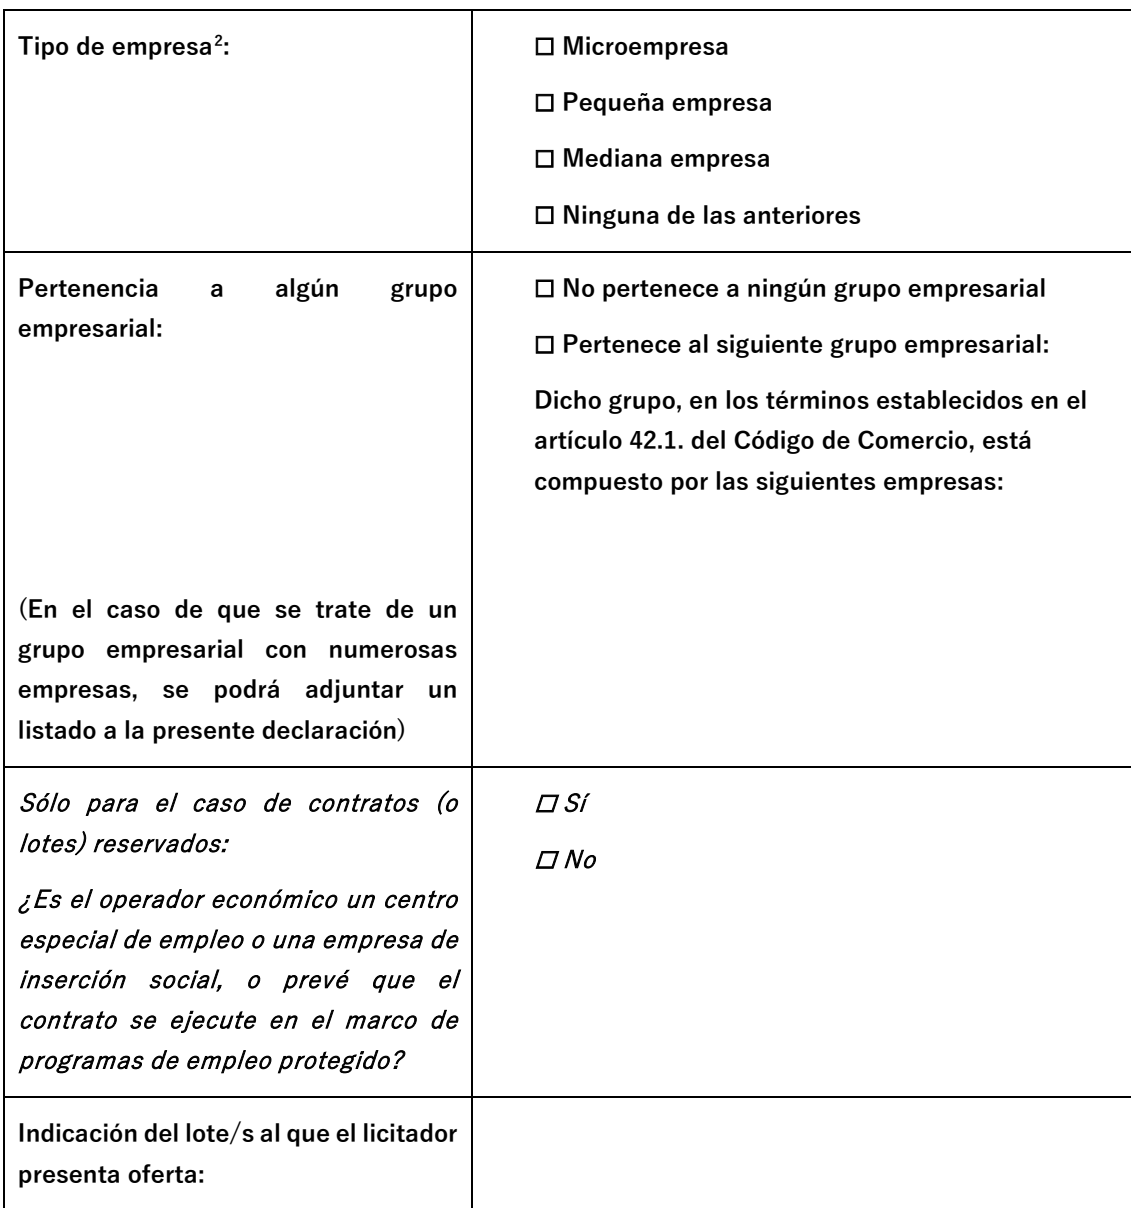 Tipo de empresa²:
☐ Microempresa
☐ Pequeña empresa
☐ Mediana empresa
☐ Ninguna de las anteriores
Pertenencia a algún grupo
empresarial:
(En el caso de que se trate de un
grupo empresarial con numerosas
empresas, se podrá adjuntar un
listado a la presente declaración)
☐ No pertenece a ningún grupo empresarial
☐ Pertenece al siguiente grupo empresarial:
Dicho grupo, en los términos establecidos en el
artículo 42.1. del Código de Comercio, está
compuesto por las siguientes empresas:
Sólo para el caso de contratos (o
lotes) reservados:
¿Es el operador económico un centro
especial de empleo o una empresa de
inserción social, o prevé que el
contrato se ejecute en el marco de
programas de empleo protegido?
☐ Sí
☐ No
Indicación del lote/s al que el licitador
presenta oferta: